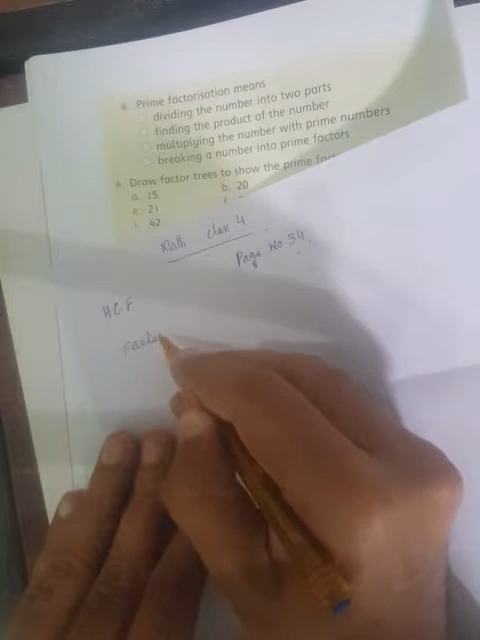 Prime factorisation means
dividing the number into two parts
finding the product of the number
multiplying the number with prime numbers
breaking a number into prime factors
Draw factor trees to show the prime
a. 15 b. 20
e. 21 f.
i. 42
Math Class 4
Page No. 34.
H.C.F
Factor